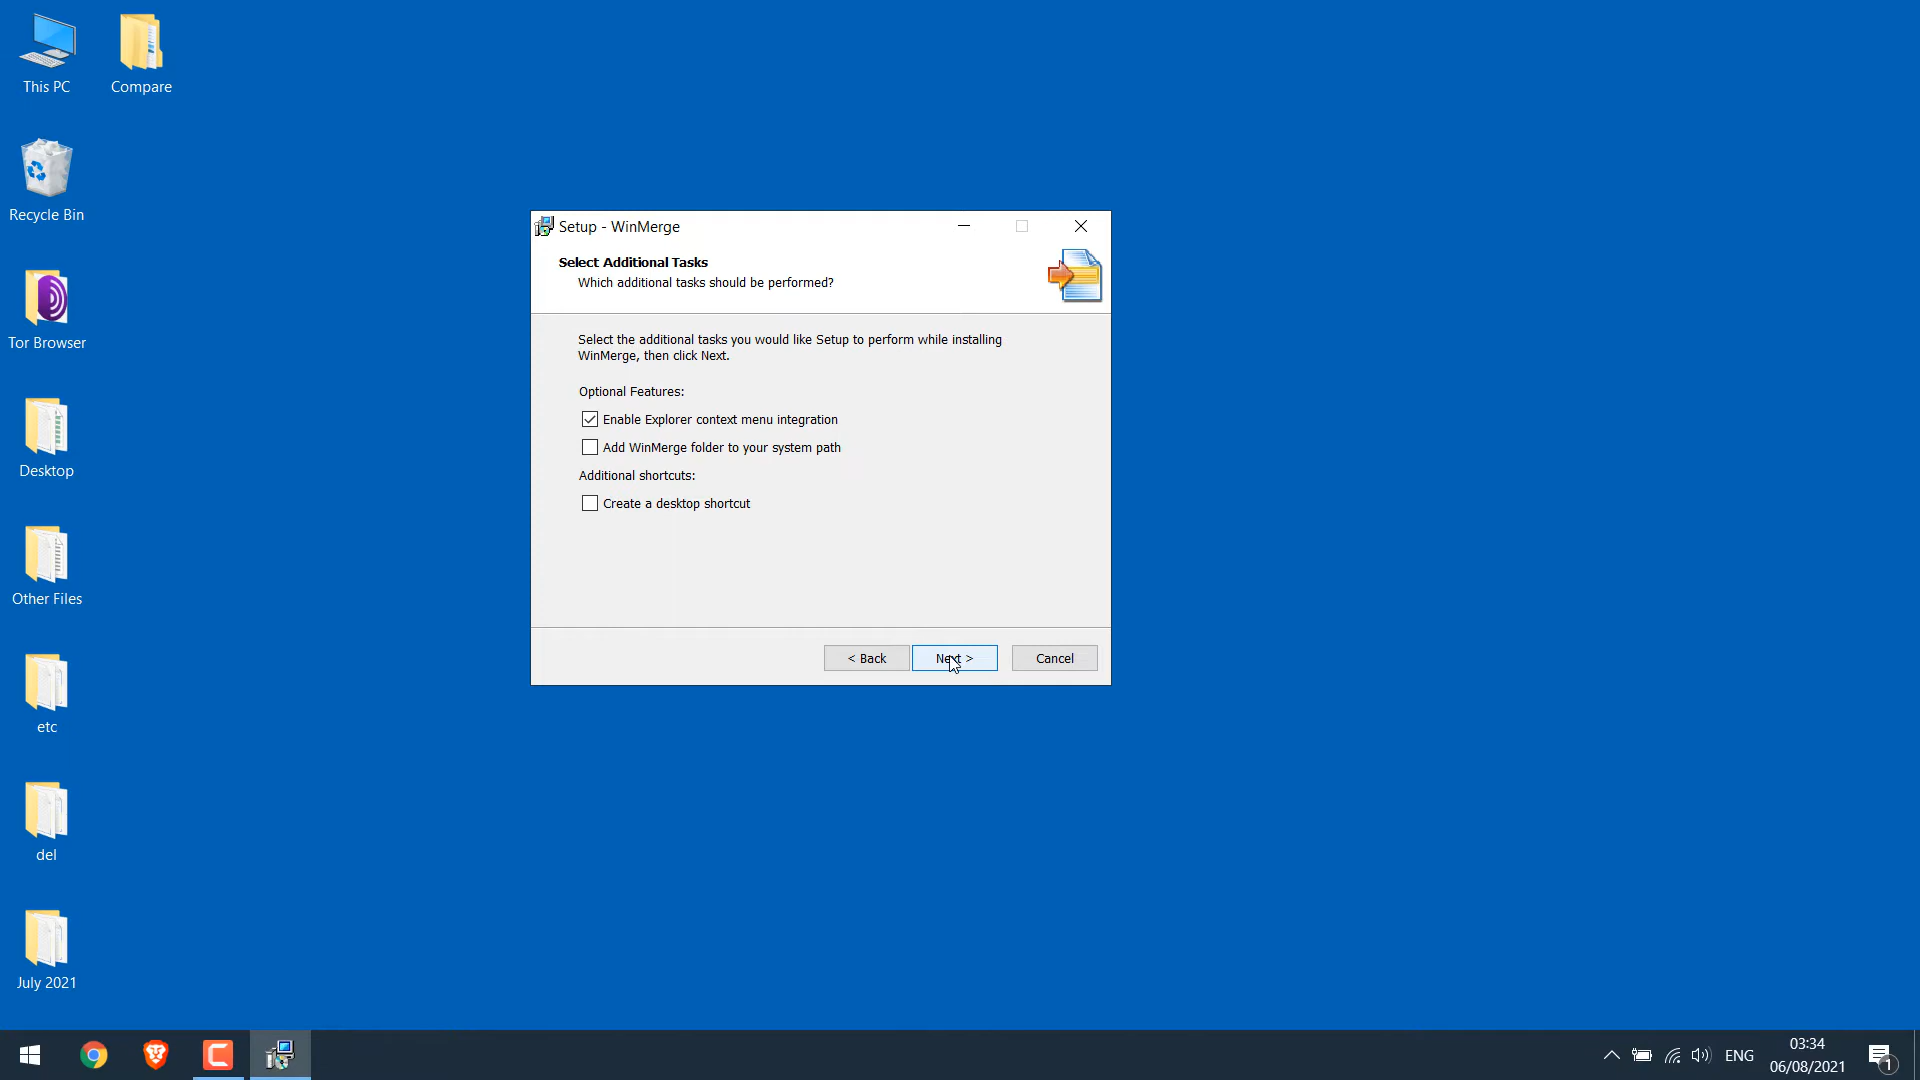 This PC
Compare
Recycle Bin
Tor Browser
Desktop
Other Files
etc
del
July 2021
Setup - WinMerge
Select Additional Tasks
Which additional tasks should be performed?
Select the additional tasks you would like Setup to perform while installing
WinMerge, then click Next.
Optional Features:
Enable Explorer context menu integration
Add WinMerge folder to your system path
Additional shortcuts:
Create a desktop shortcut
< Back
Next >
Cancel
ENG
03:34
06/08/2021
1